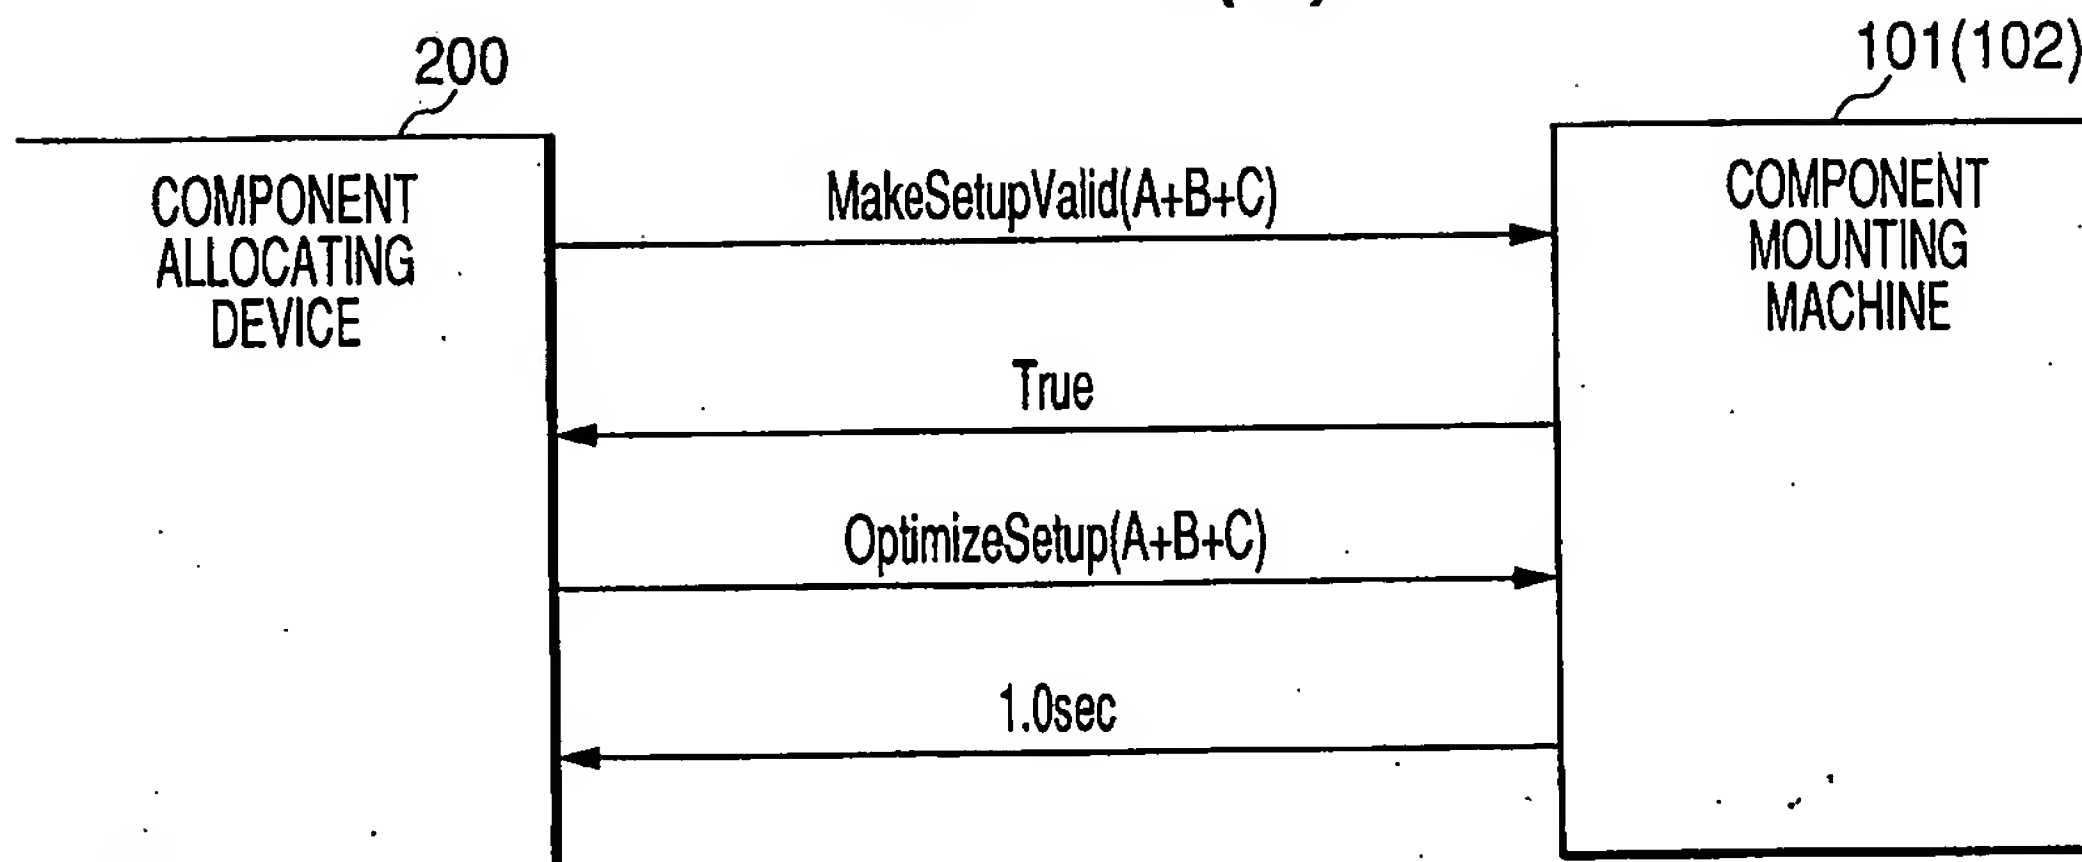 200
101(102)
COMPONENT
ALLOCATING
DEVICE
MakeSetupValid(A+B+C)
COMPONENT
MOUNTING
MACHINE
True
OptimizeSetup(A+B+C)
1.0sec